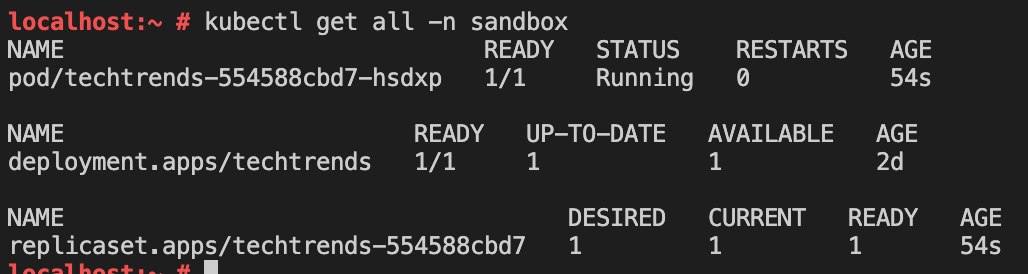 localhost:~ # kubectl get all -n sandbox
NAME READY STATUS RESTARTS AGE
pod/techtrends-554588cbd7-hsdxp 1/1 Running 0 54s
NAME READY UP-TO-DATE AVAILABLE AGE
deployment.apps/techtrends 1/1 1 1 2d
NAME DESIRED CURRENT READY AGE
replicaset.apps/techtrends-554588cbd7 1 1 1 54s
localhost:~ #